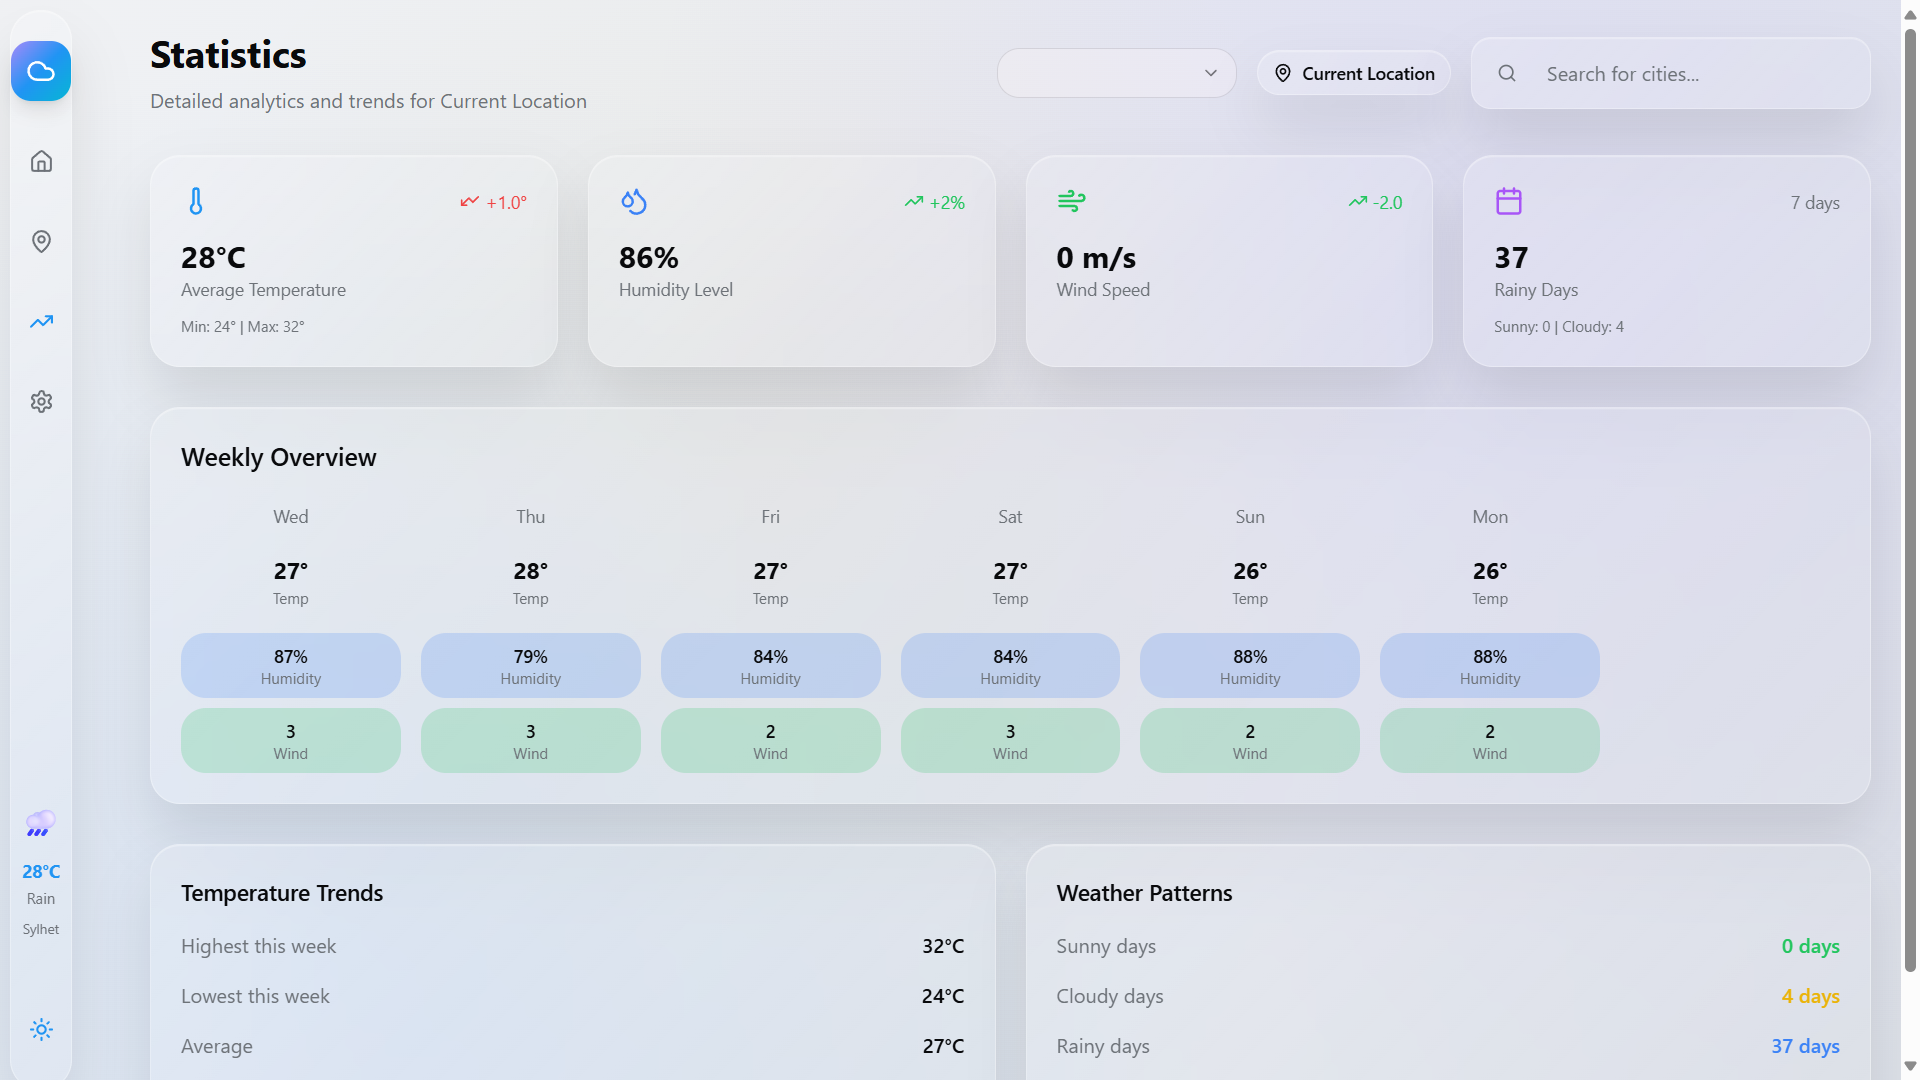 Statistics
Detailed analytics and trends for Current Location
Current Location
Search for cities...
+1.0°
28°C
Average Temperature
Min: 24° | Max: 32°
+2%
86%
Humidity Level
-2.0
0 m/s
Wind Speed
7 days
37
Rainy Days
Sunny: 0 | Cloudy: 4
Weekly Overview
Wed Thu Fri Sat Sun Mon
27° 28° 27° 27° 26° 26°
Temp Temp Temp Temp Temp Temp
87% 79% 84% 84% 88% 88%
Humidity Humidity Humidity Humidity Humidity Humidity
3 3 2 3 2 2
Wind Wind Wind Wind Wind Wind
28°C
Rain
Sylhet
Temperature Trends
Highest this week 32°C
Lowest this week 24°C
Average 27°C
Weather Patterns
Sunny days 0 days
Cloudy days 4 days
Rainy days 37 days